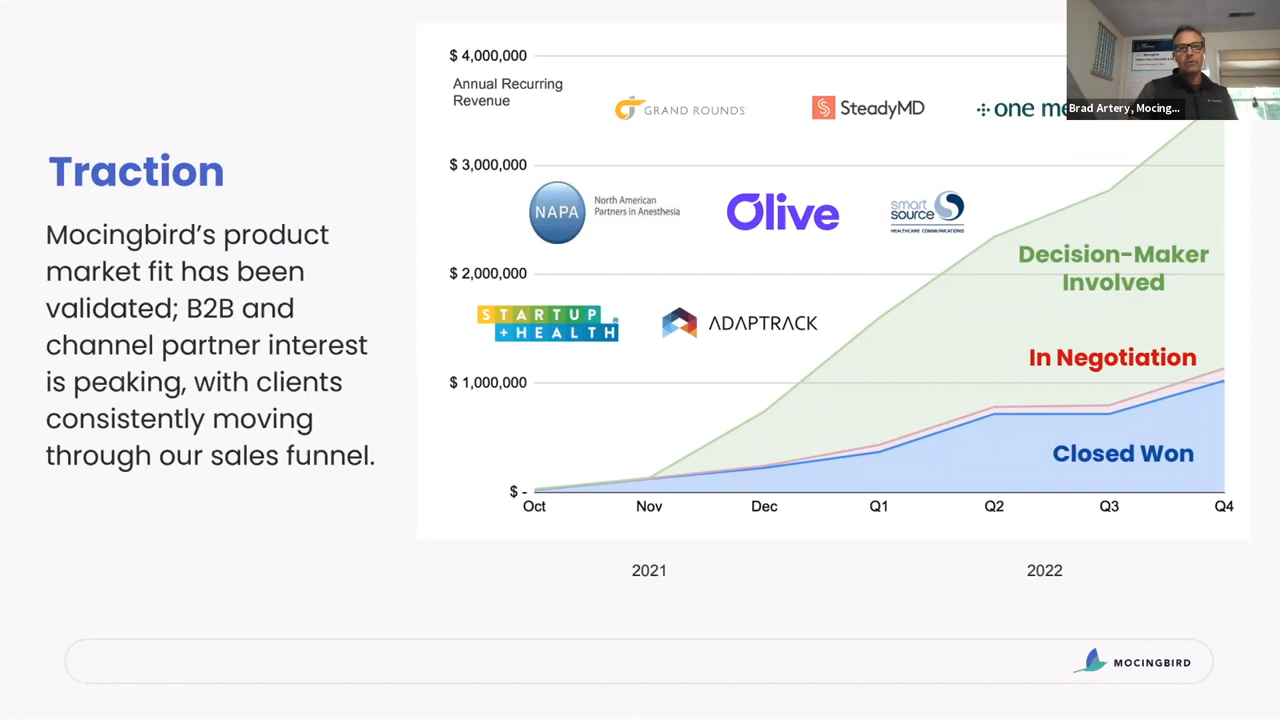 Traction
Mocingbird’s product
market fit has been
validated; B2B and
channel partner interest
is peaking, with clients
consistently moving
through our sales funnel.
$ 4,000,000
Annual Recurring
Revenue
GRAND ROUNDS
SteadyMD
one me
Brad Artery, Mocing...
$ 3,000,000
NAPA
North American
Partners in Anesthesia
Olive
smart
source
HEALTHCARE COMMUNICATIONS
Decision-Maker
Involved
$ 2,000,000
STARTUP
+HEALTH®
ADAPTRACK
In Negotiation
$ 1,000,000
Closed Won
$ -
Oct
Nov
Dec
Q1
Q2
Q3
Q4
2021
2022
MOCINGBIRD